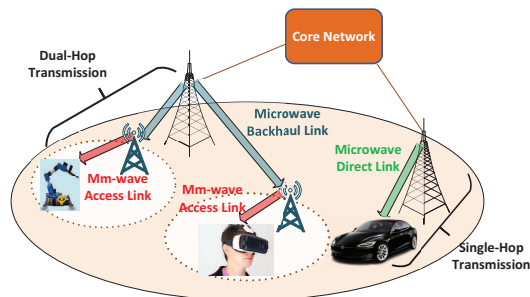 Core Network
Dual-Hop
Transmission
Microwave
Backhaul Link
Microwave
Direct Link
Mm-wave
Access Link
Mm-wave
Access Link
Single-Hop
Transmission